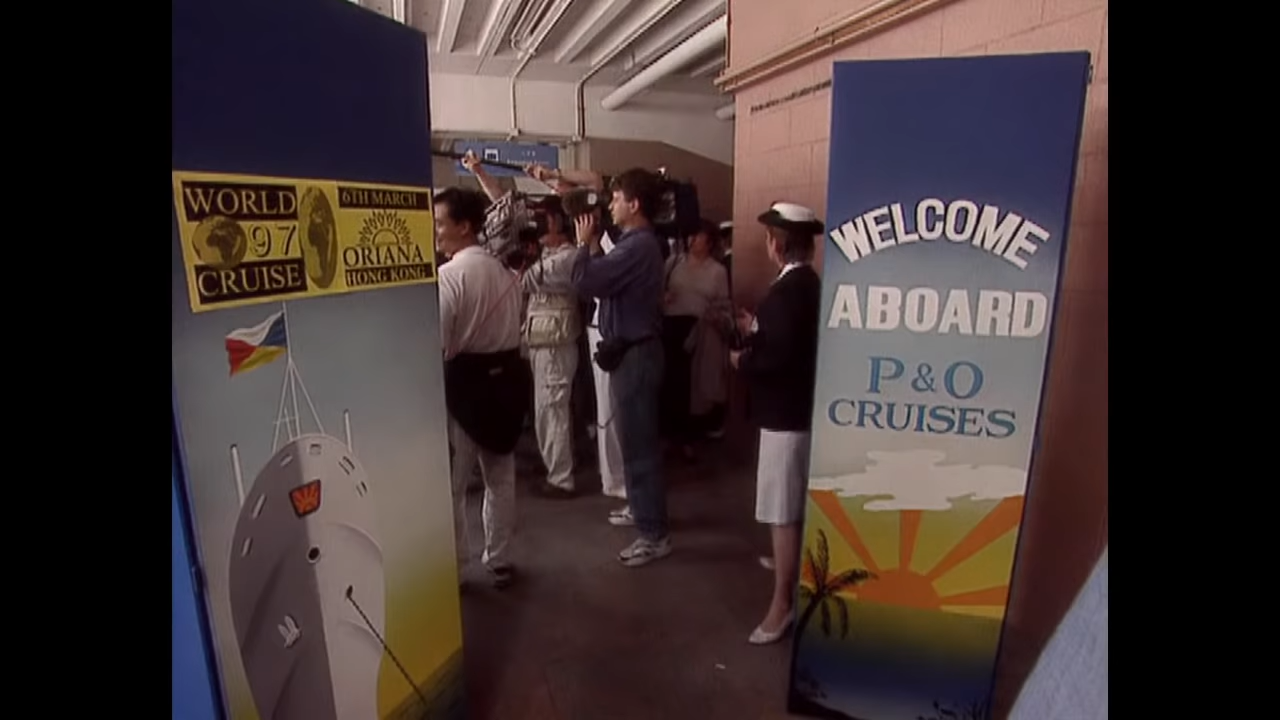 WORLD
97
CRUISE
6TH MARCH
ORIANA
HONG KONG
WELCOME
ABOARD
P&O
CRUISES